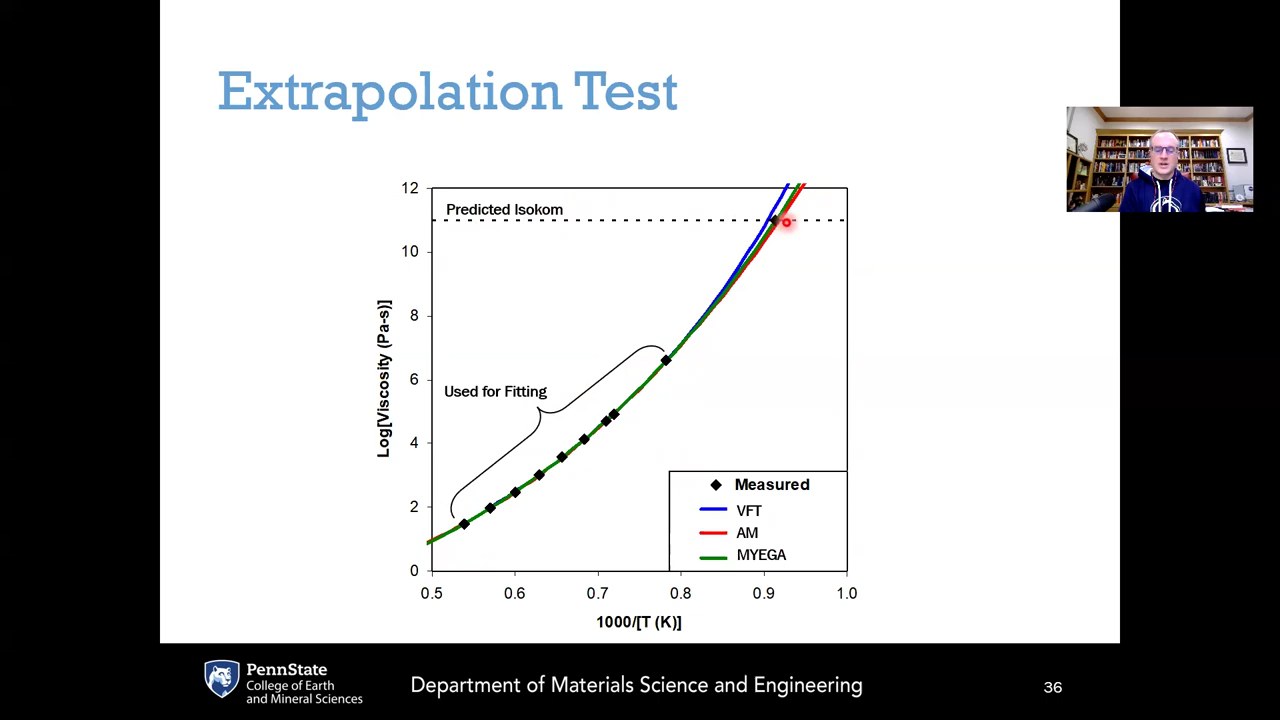 Extrapolation Test
12
Predicted Isokom
10
8
6
Used for Fitting
4
2
0
Log[Viscosity (Pa-s)]
Measured
VFT
AM
MYEGA
0.5 0.6 0.7 0.8 0.9 1.0
1000/[T (K)]
PennState
College of Earth
and Mineral Sciences
Department of Materials Science and Engineering
36